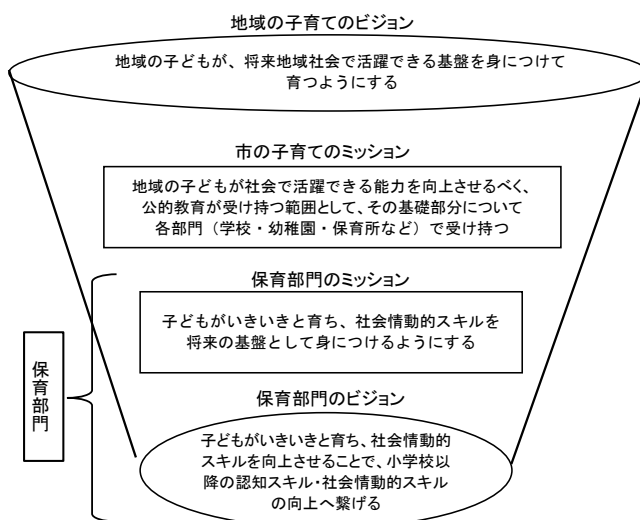 地域の子育てのビジョン
地域の子どもが、将来地域社会で活躍できる基盤を身につけて
育つようにする
市の子育てのミッション
地域の子どもが社会で活躍できる能力を向上させるべく、
公的教育が受け持つ範囲として、その基礎部分について
各部門（学校・幼稚園・保育所など）で受け持つ
保育部門のミッション
子どもがいきいきと育ち、社会情動的スキルを
将来の基盤として身につけるようにする
保育部門
保育部門のビジョン
子どもがいきいきと育ち、社会情動的
スキルを向上させることで、小学校以
降の認知スキル・社会情動的スキル
の向上へ繋げる